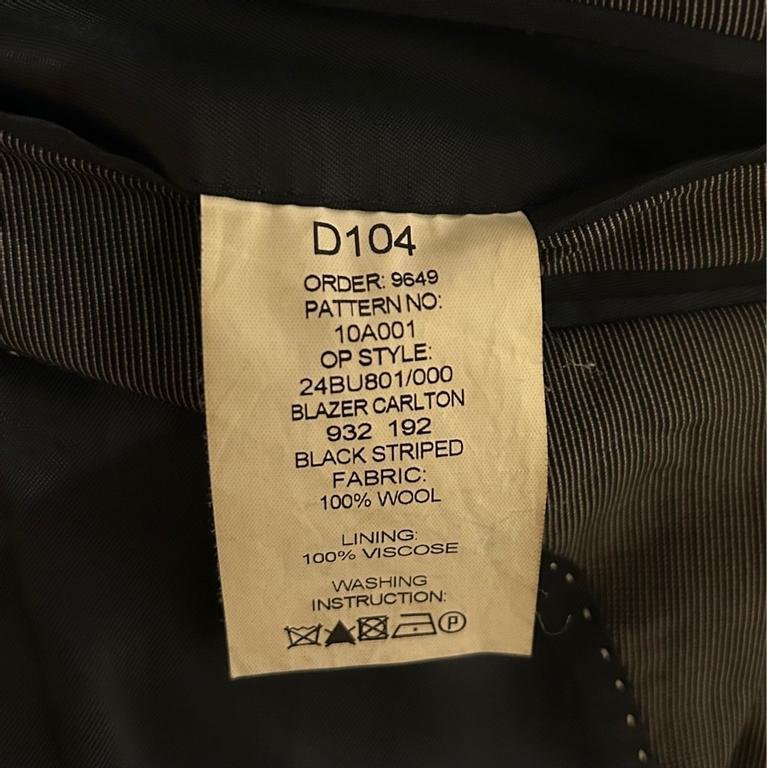 D104
ORDER: 9649
PATTERN NO:
10A001
OP STYLE:
24BU801/000
BLAZER CARLTON
932 192
BLACK STRIPED
FABRIC:
100% WOOL
LINING:
100% VISCOSE
WASHING
INSTRUCTION:
P